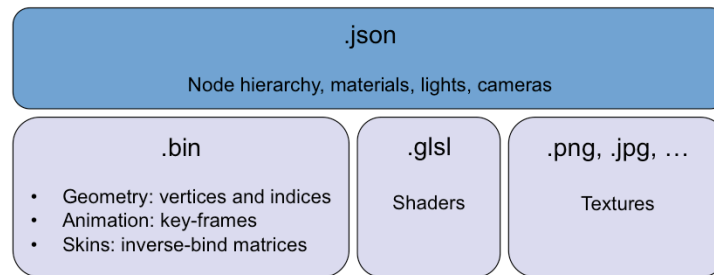 .json
Node hierarchy, materials, lights, cameras
.bin
• Geometry: vertices and indices
• Animation: key-frames
• Skins: inverse-bind matrices
.glsl
Shaders
.png, .jpg, …
Textures